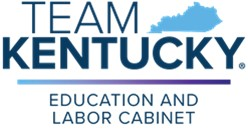 TEAM
KENTUCKY®
EDUCATION AND
LABOR CABINET